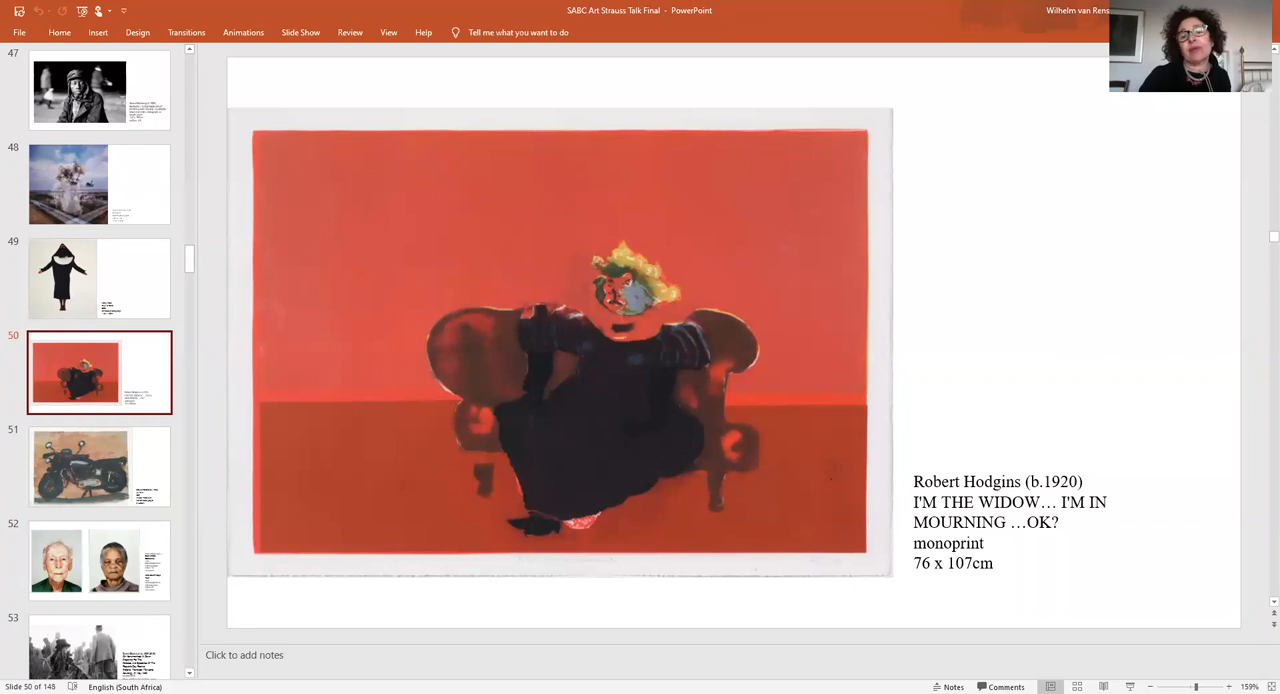 SABC Art Strauss Talk Final - PowerPoint
Wilhelm van Rens
File Home Insert Design Transitions Animations Slide Show Review View Help Tell me what you want to do
47
48
49
50
51
52
53
Robert Hodgins (b.1920)
I'M THE WIDOW… I'M IN
MOURNING …OK?
monoprint
76 x 107cm
Click to add notes
Slide 50 of 148 English (South Africa) Notes Comments 159%